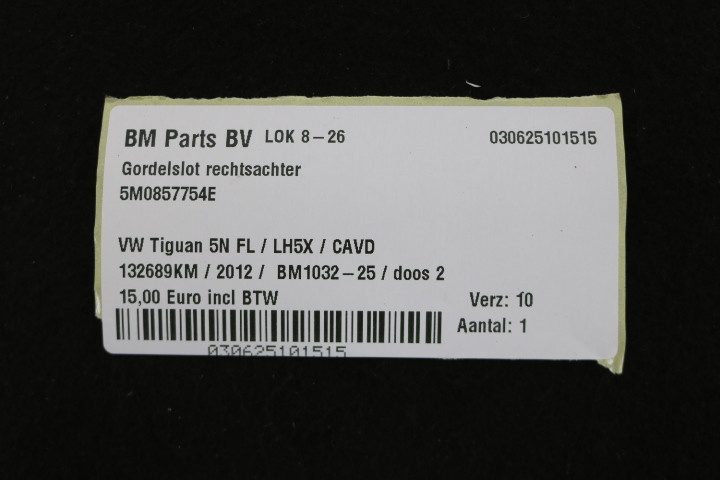 BM Parts BV LOK 8-26 030625101515
Gordelslot rechtsachter
5M0857754E
VW Tiguan 5N FL / LH5X / CAVD
132689KM / 2012 / BM1032-25 / doos 2
15,00 Euro incl BTW Verz: 10
Aantal: 1
030625101515